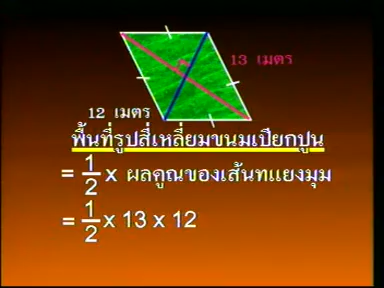 13 เมตร
12 เมตร
พื้นที่รูปสี่เหลี่ยมขนมเปียกปูน
= 1/2 x ผลคูณของเส้นทแยงมุม
= 1/2 x 13 x 12